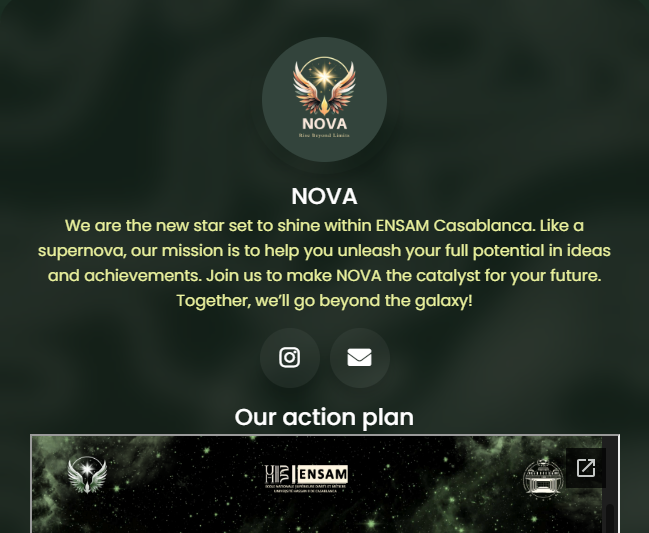 NOVA
Rise Beyond Limits
NOVA
We are the new star set to shine within ENSAM Casablanca. Like a
supernova, our mission is to help you unleash your full potential in ideas
and achievements. Join us to make NOVA the catalyst for your future.
Together, we’ll go beyond the galaxy!
Our action plan
ENSAM